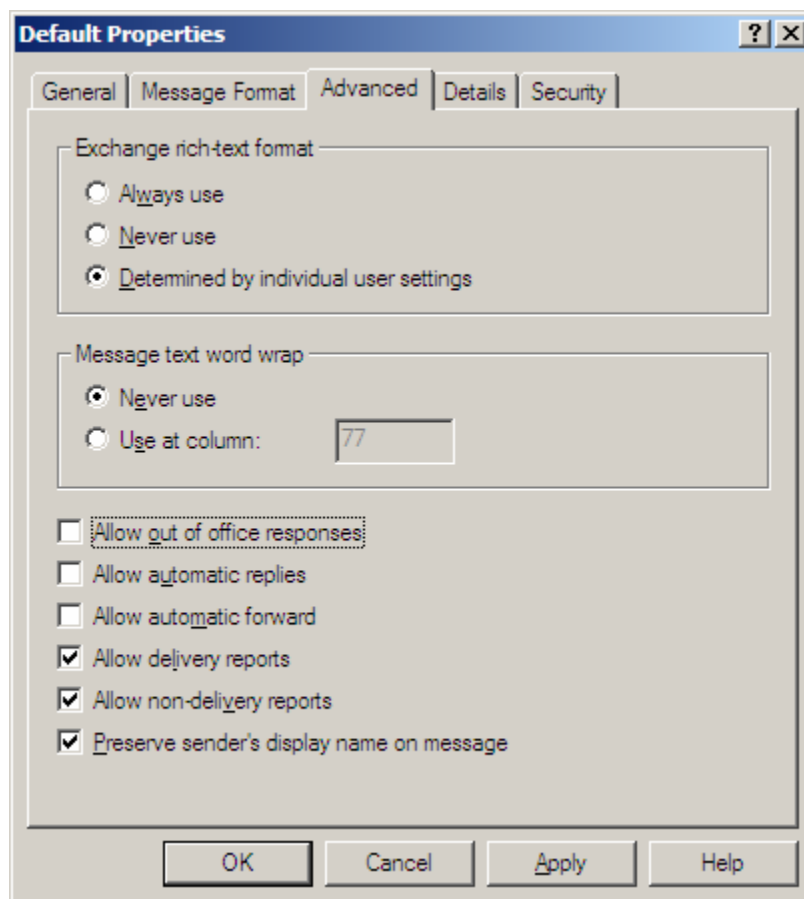 Default Properties
General Message Format Advanced Details Security
Exchange rich-text format
Always use
Never use
Determined by individual user settings
Message text word wrap
Never use
Use at column: 77
Allow out of office responses
Allow automatic replies
Allow automatic forward
Allow delivery reports
Allow non-delivery reports
Preserve sender's display name on message
OK Cancel Apply Help